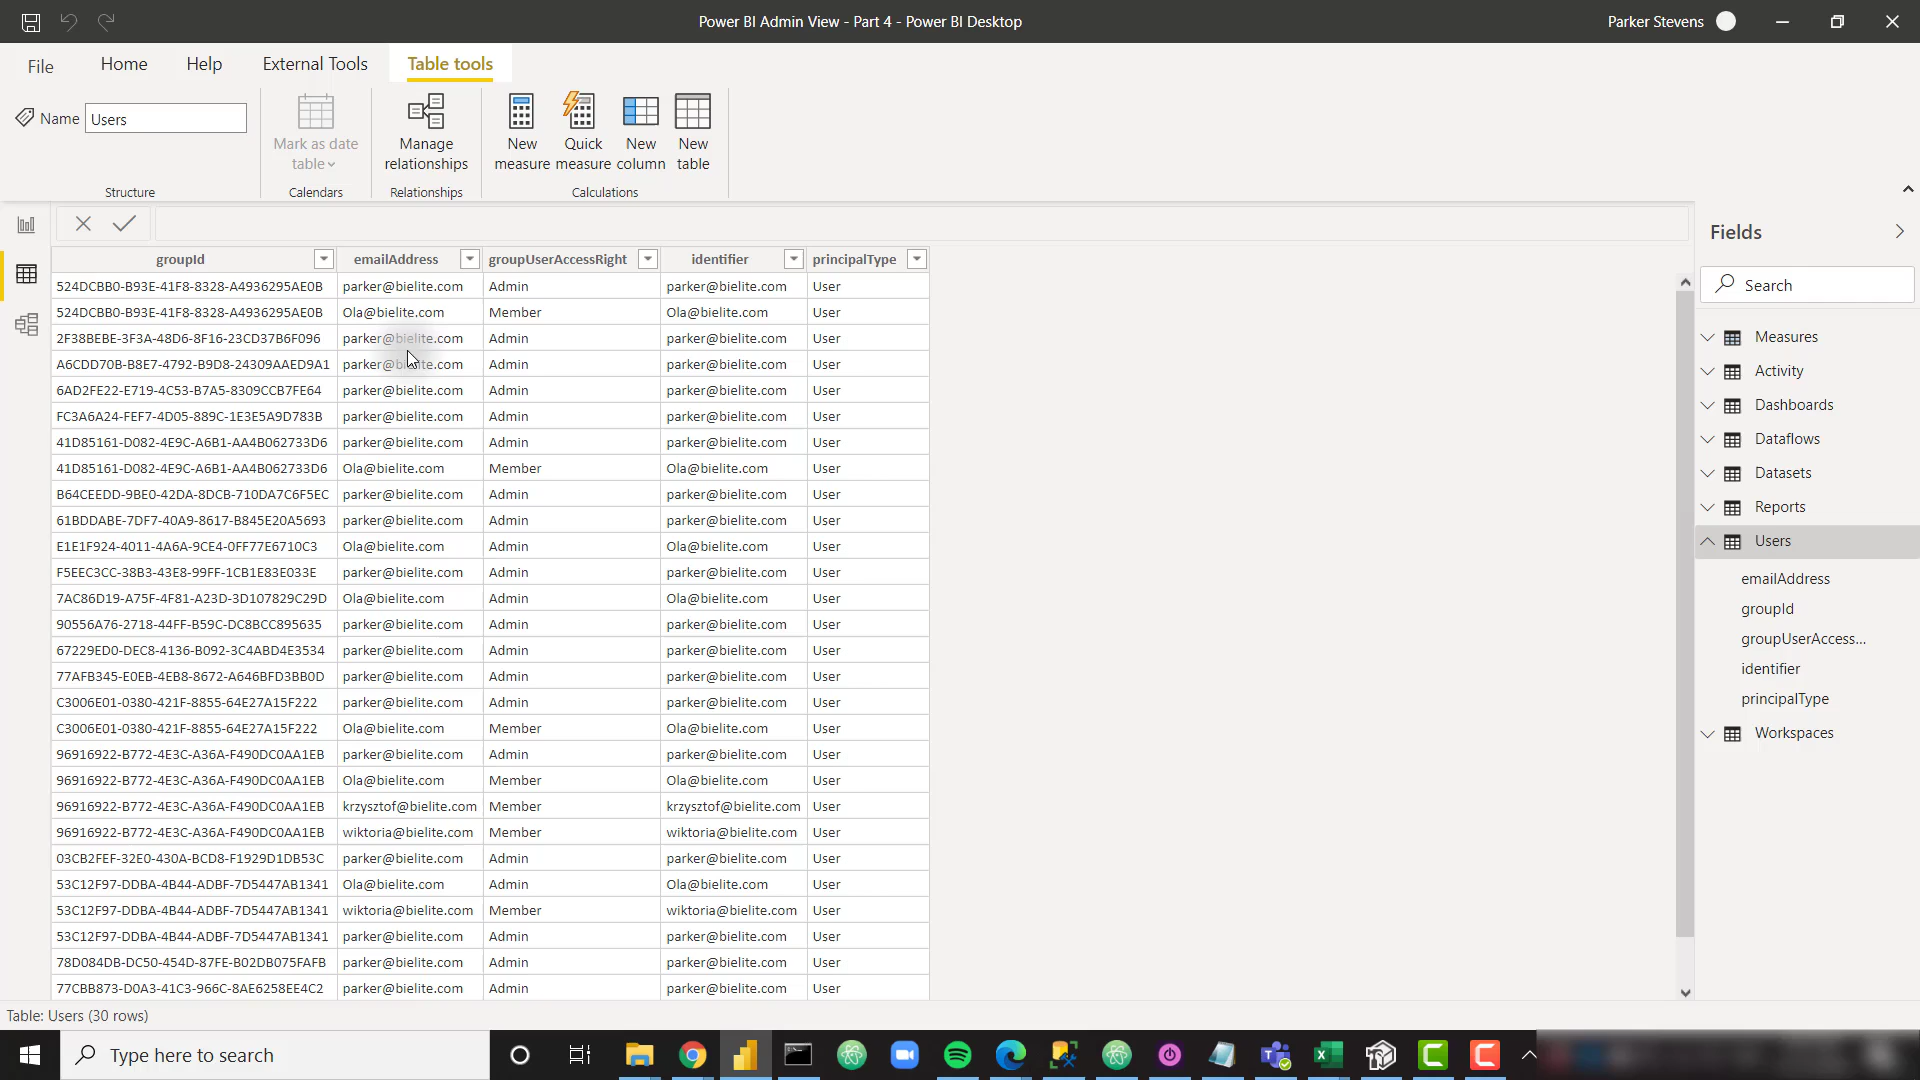 Power BI Admin View - Part 4 - Power BI Desktop
Parker Stevens
File
Home
Help
External Tools
Table tools
Name
Users
Mark as date
table
Manage
relationships
New
measure
Quick
measure
New
column
New
table
Structure
Calendars
Relationships
Calculations
groupId emailAddress groupUserAccessRight identifier principalType
524DCBB0-B93E-41F8-8328-A4936295AE0B parker@bielite.com Admin parker@bielite.com User
524DCBB0-B93E-41F8-8328-A4936295AE0B Ola@bielite.com Member Ola@bielite.com User
2F38BEBE-3F3A-48D6-8F16-23CD37B6F096 parker@bielite.com Admin parker@bielite.com User
A6CDD70B-B8E7-4792-B9D8-24309AAED9A1 parker@bielite.com Admin parker@bielite.com User
6AD2FE22-E719-4C53-B7A5-8309CCB7FE64 parker@bielite.com Admin parker@bielite.com User
FC3A6A24-FEF7-4D05-889C-1E3E5A9D783B parker@bielite.com Admin parker@bielite.com User
41D85161-D082-4E9C-A6B1-AA4B062733D6 parker@bielite.com Admin parker@bielite.com User
41D85161-D082-4E9C-A6B1-AA4B062733D6 Ola@bielite.com Member Ola@bielite.com User
B64CEEDD-9BE0-42DA-8DCB-710DA7C6F5EC parker@bielite.com Admin parker@bielite.com User
61BDDABE-7DF7-40A9-8617-B845E20A5693 parker@bielite.com Admin parker@bielite.com User
E1E1F924-4011-4A6A-9CE4-0FF77E6710C3 Ola@bielite.com Admin Ola@bielite.com User
F5EEC3CC-38B3-43E8-99FF-1CB1E83E033E parker@bielite.com Admin parker@bielite.com User
7AC86D19-A75F-4F81-A23D-3D107829C29D Ola@bielite.com Admin Ola@bielite.com User
90556A76-2718-44FF-B59C-DC8BCC895635 parker@bielite.com Admin parker@bielite.com User
67229ED0-DEC8-4136-B092-3C4ABD4E3534 parker@bielite.com Admin parker@bielite.com User
77AFB345-E0EB-4EB8-8672-A646BFD3BB0D parker@bielite.com Admin parker@bielite.com User
C3006E01-0380-421F-8855-64E27A15F222 parker@bielite.com Admin parker@bielite.com User
C3006E01-0380-421F-8855-64E27A15F222 Ola@bielite.com Member Ola@bielite.com User
96916922-B772-4E3C-A36A-F490DC0AA1EB parker@bielite.com Admin parker@bielite.com User
96916922-B772-4E3C-A36A-F490DC0AA1EB Ola@bielite.com Member Ola@bielite.com User
96916922-B772-4E3C-A36A-F490DC0AA1EB krzysztof@bielite.com Member krzysztof@bielite.com User
96916922-B772-4E3C-A36A-F490DC0AA1EB wiktoria@bielite.com Member wiktoria@bielite.com User
03CB2FEF-32E0-430A-BCD8-F1929D1DB53C parker@bielite.com Admin parker@bielite.com User
53C12F97-DDBA-4B44-ADBF-7D5447AB1341 Ola@bielite.com Admin Ola@bielite.com User
53C12F97-DDBA-4B44-ADBF-7D5447AB1341 wiktoria@bielite.com Member wiktoria@bielite.com User
53C12F97-DDBA-4B44-ADBF-7D5447AB1341 parker@bielite.com Admin parker@bielite.com User
78D084DB-DC50-454D-87FE-B02DB075FAFB parker@bielite.com Admin parker@bielite.com User
77CBB873-D0A3-41C3-966C-8AE6258EE4C2 parker@bielite.com Admin parker@bielite.com User
Fields
Search
Measures
Activity
Dashboards
Dataflows
Datasets
Reports
Users
emailAddress
groupId
groupUserAccess...
identifier
principalType
Workspaces
Table: Users (30 rows)
Type here to search